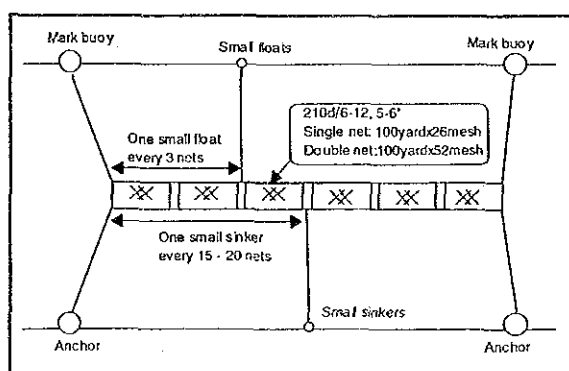 Mark buoy
Small floats
Mark buoy
210d/6-12, 5-6"
Single net: 100yardx26mesh
Double net;100yardx52mesh
One small float
every 3 nets
One small sinker
every 15 - 20 nets
Small sinkers
Anchor
Anchor